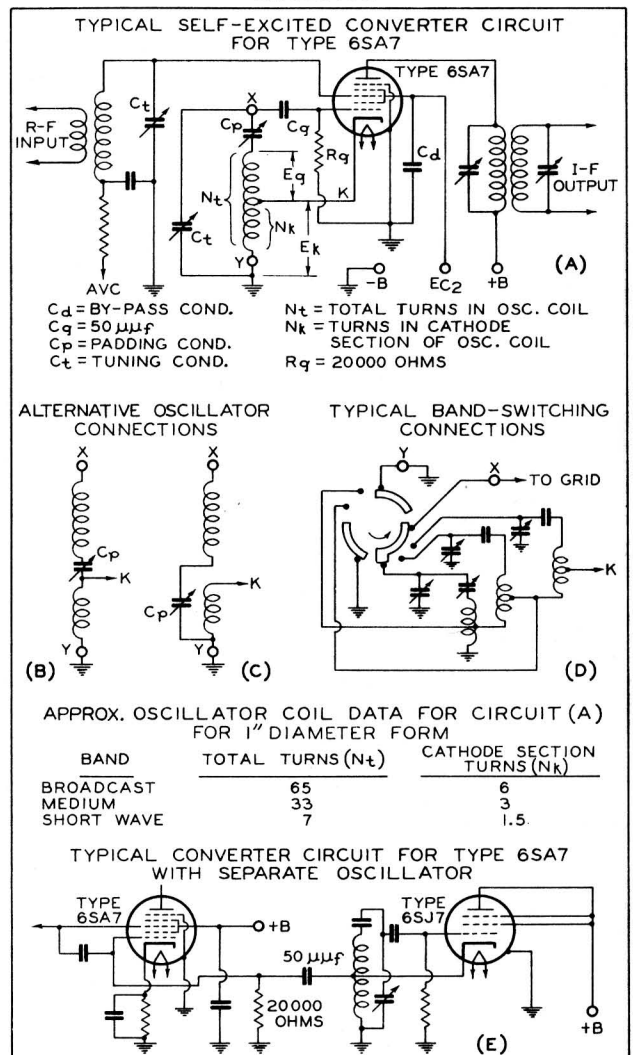 TYPICAL SELF-EXCITED CONVERTER CIRCUIT
FOR TYPE 6SA7
TYPE 6SA7
R-F
INPUT
Ct
X
Cp
Cg
Rg
Cd
Eg
Nt
Nk
K
Ek
Ct
Y
I-F
OUTPUT
AVC
-B
EC2
+B
(A)
Cd = BY-PASS COND.
Cg = 50 μμf
Cp = PADDING COND.
Ct = TUNING COND.
Nt = TOTAL TURNS IN OSC. COIL
Nk = TURNS IN CATHODE
SECTION OF OSC. COIL
Rg = 20000 OHMS
ALTERNATIVE OSCILLATOR
CONNECTIONS
X
Cp
K
Y
(B)
X
K
Cp
Y
(C)
TYPICAL BAND-SWITCHING
CONNECTIONS
Y
X
TO GRID
K
(D)
APPROX. OSCILLATOR COIL DATA FOR CIRCUIT (A)
FOR 1" DIAMETER FORM
BAND TOTAL TURNS (Nt) CATHODE SECTION
TURNS (Nk)
BROADCAST 65 6
MEDIUM 33 3
SHORT WAVE 7 1.5
TYPICAL CONVERTER CIRCUIT FOR TYPE 6SA7
WITH SEPARATE OSCILLATOR
TYPE
6SA7
+B
50 μμf
20000
OHMS
TYPE
6SJ7
+B
(E)